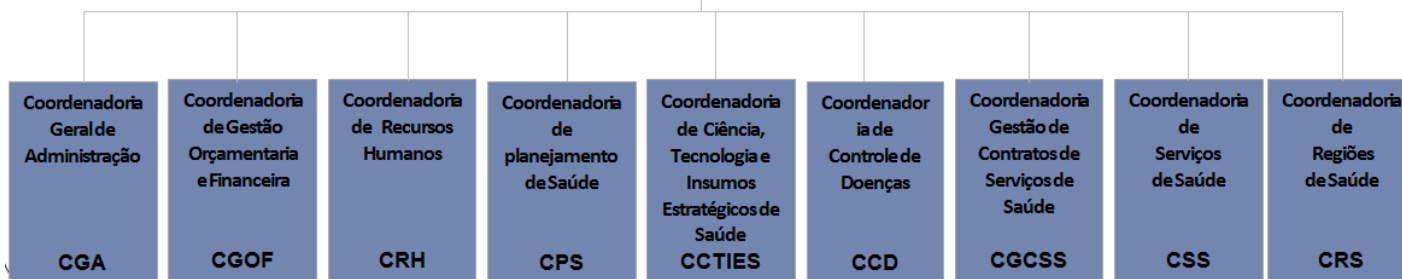 Coordenadoria
Geral de
Administração
CGA
Coordenadoria
de Gestão
Orçamentaria
e Financeira
CGOF
Coordenadoria
de Recursos
Humanos
CRH
Coordenadoria
de
planejamento
de Saúde
CPS
Coordenadoria
de Ciência,
Tecnologia e
Insumos
Estratégicos de
Saúde
CCTIES
Coordenador
ia de
Controle de
Doenças
CCD
Coordenadoria
Gestão de
Contratos de
Serviços de
Saúde
CGCSS
Coordenadoria
de
Serviços
de Saúde
CSS
Coordenadoria
de
Regiões
de Saúde
CRS